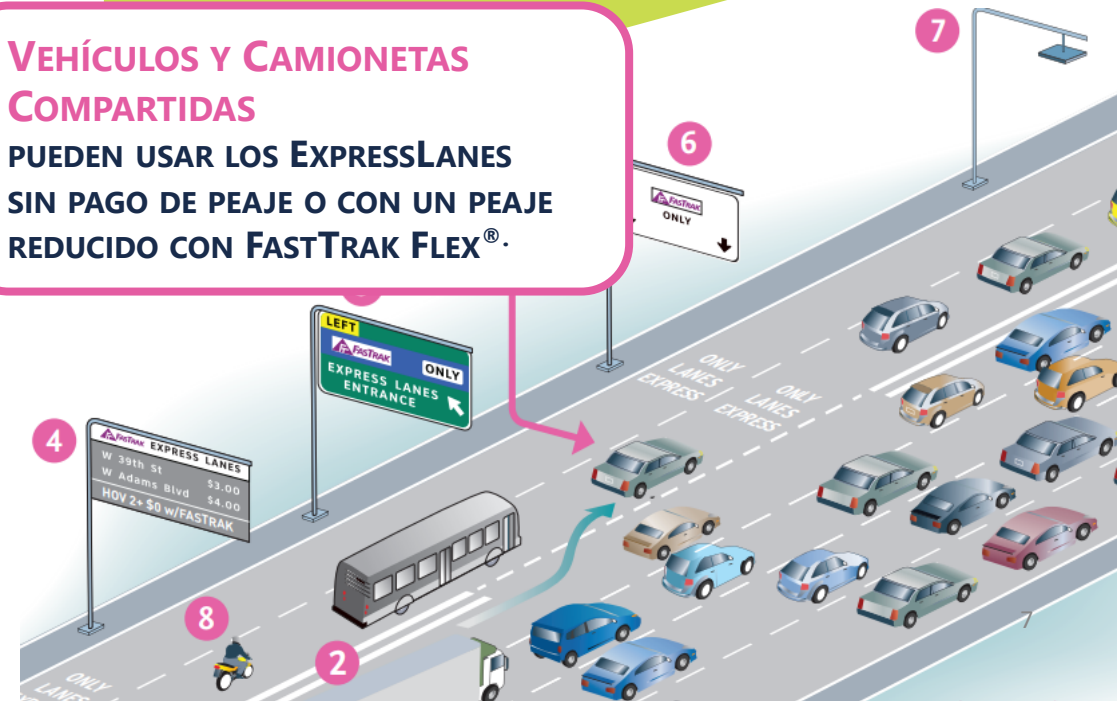 VEHÍCULOS Y CAMIONETAS
COMPARTIDAS
PUEDEN USAR LOS EXPRESSLANES
SIN PAGO DE PEAJE O CON UN PEAJE
REDUCIDO CON FASTTRAK FLEX®.
7
6
FASTRAK
ONLY
LEFT
FASTRAK
ONLY
EXPRESS LANES
ENTRANCE
4
FASTRAK EXPRESS LANES
W 39th St $3.00
W Adams Blvd $4.00
HOV 2+ $0 w/FASTRAK
ONLY
LANES
EXPRESS
ONLY
LANES
EXPRESS
8
2
ONLY
LANES